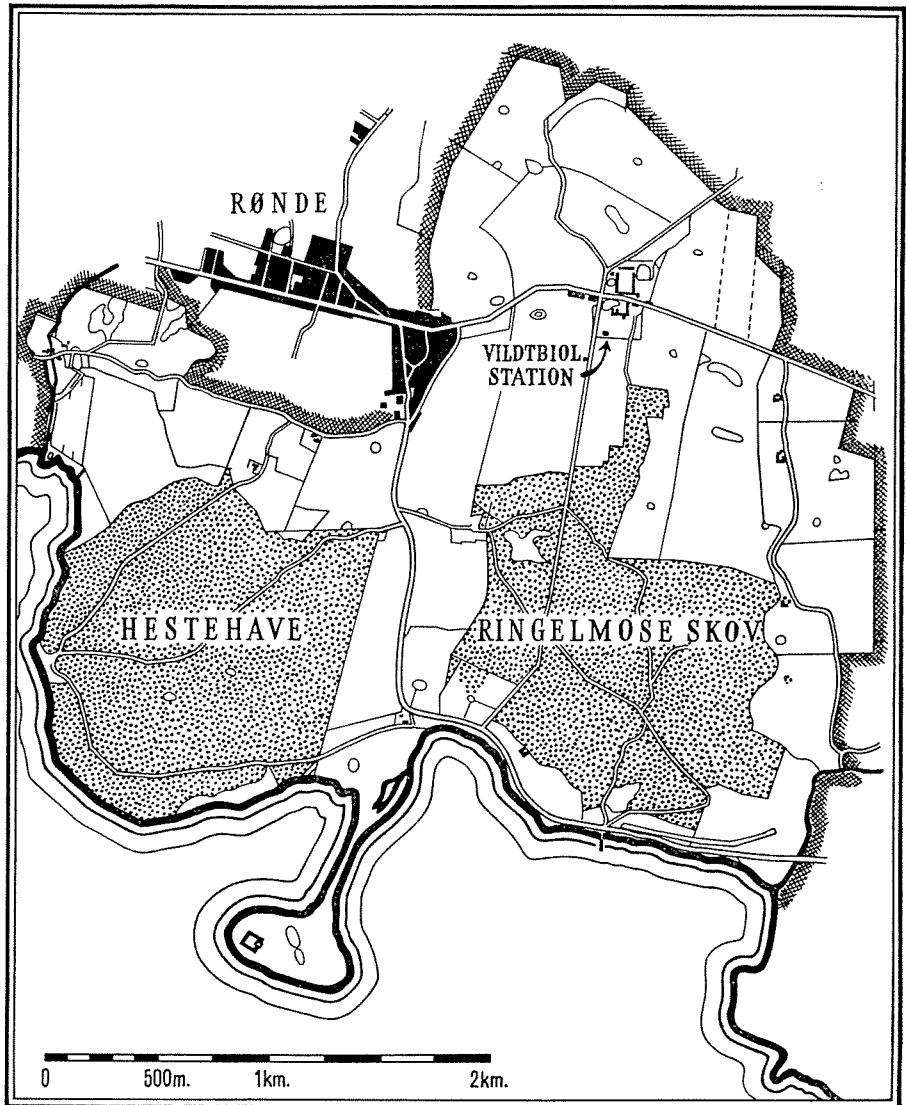 RØNDE
VILDTBIOL.
STATION
HESTEHAVE
RINGELMOSE SKOV
0 500m. 1km. 2km.